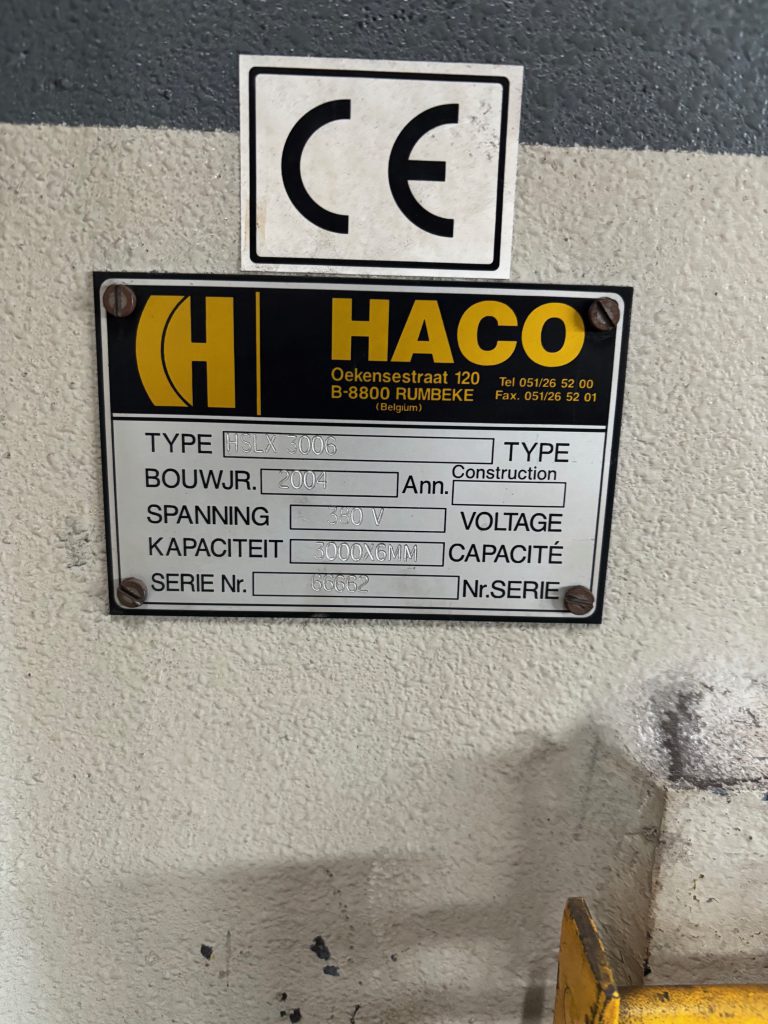 CE
H HACO
Oekensestraat 120 Tel 051/26 52 00
B-8800 RUMBEKE Fax. 051/26 52 01
(Belgium)
TYPE HSLX 3006 TYPE
BOUWJR. 2004 Ann. Construction
SPANNING 380 V VOLTAGE
KAPACITEIT 3000X6MM CAPACITÉ
SERIE Nr. 66662 Nr.SERIE